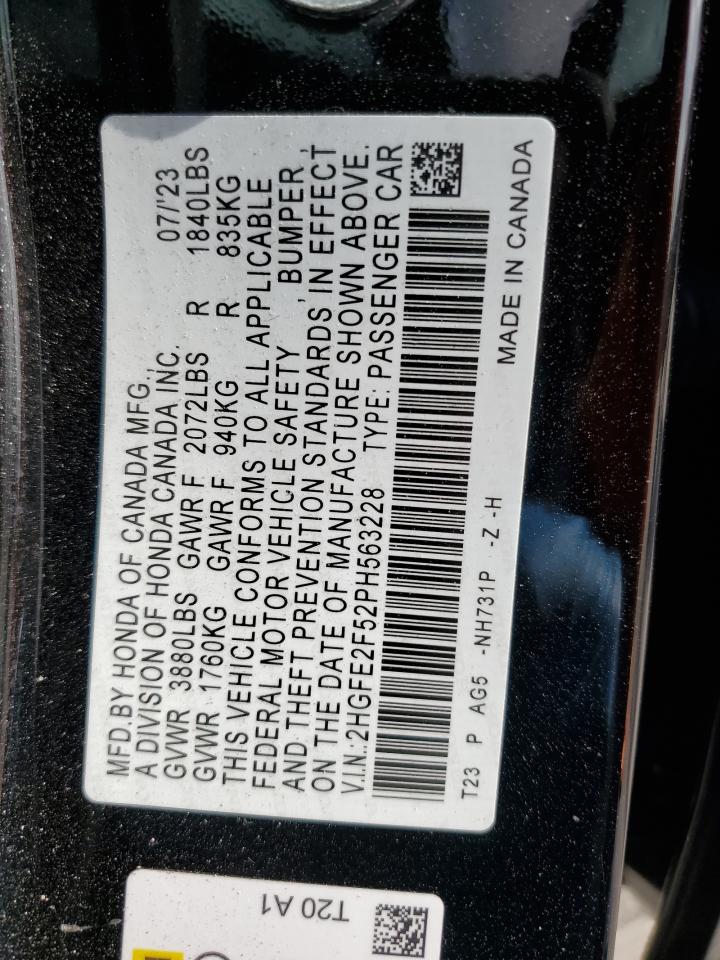 MFD.BY HONDA OF CANADA MFG., 07/'23
A DIVISION OF HONDA CANADA INC.
GVWR 3880LBS GAWR F 2072LBS R 1840LBS
GVWR 1760KG GAWR F 940KG R 835KG
THIS VEHICLE CONFORMS TO ALL APPLICABLE
FEDERAL MOTOR VEHICLE SAFETY , BUMPER ,
AND THEFT PREVENTION STANDARDS IN EFFECT
ON THE DATE OF MANUFACTURE SHOWN ABOVE.
V.I.N.:2HGFE2F52PH563228 TYPE: PASSENGER CAR
T23 P AG5 -NH731P -Z -H MADE IN CANADA
T20 A1